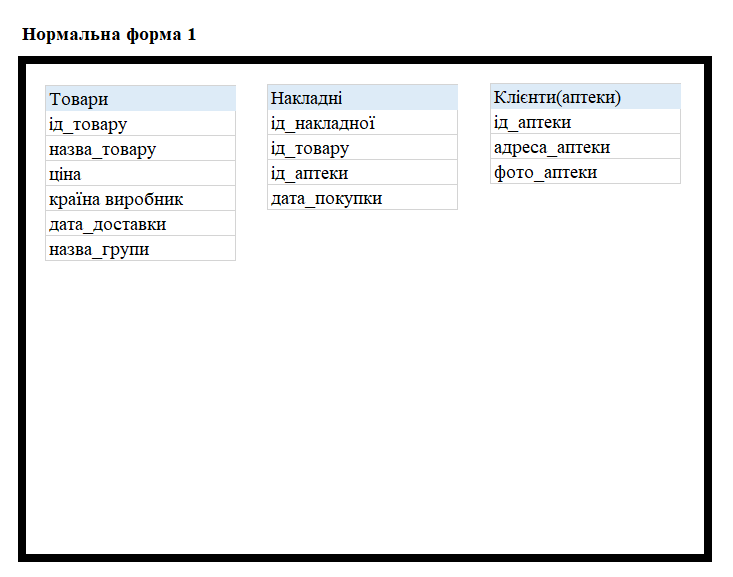 Нормальна форма 1
Товари
ід_товару
назва_товару
ціна
країна виробник
дата_доставки
назва_групи
Накладні
ід_накладної
ід_товару
ід_аптеки
дата_покупки
Клієнти(аптеки)
ід_аптеки
адреса_аптеки
фото_аптеки